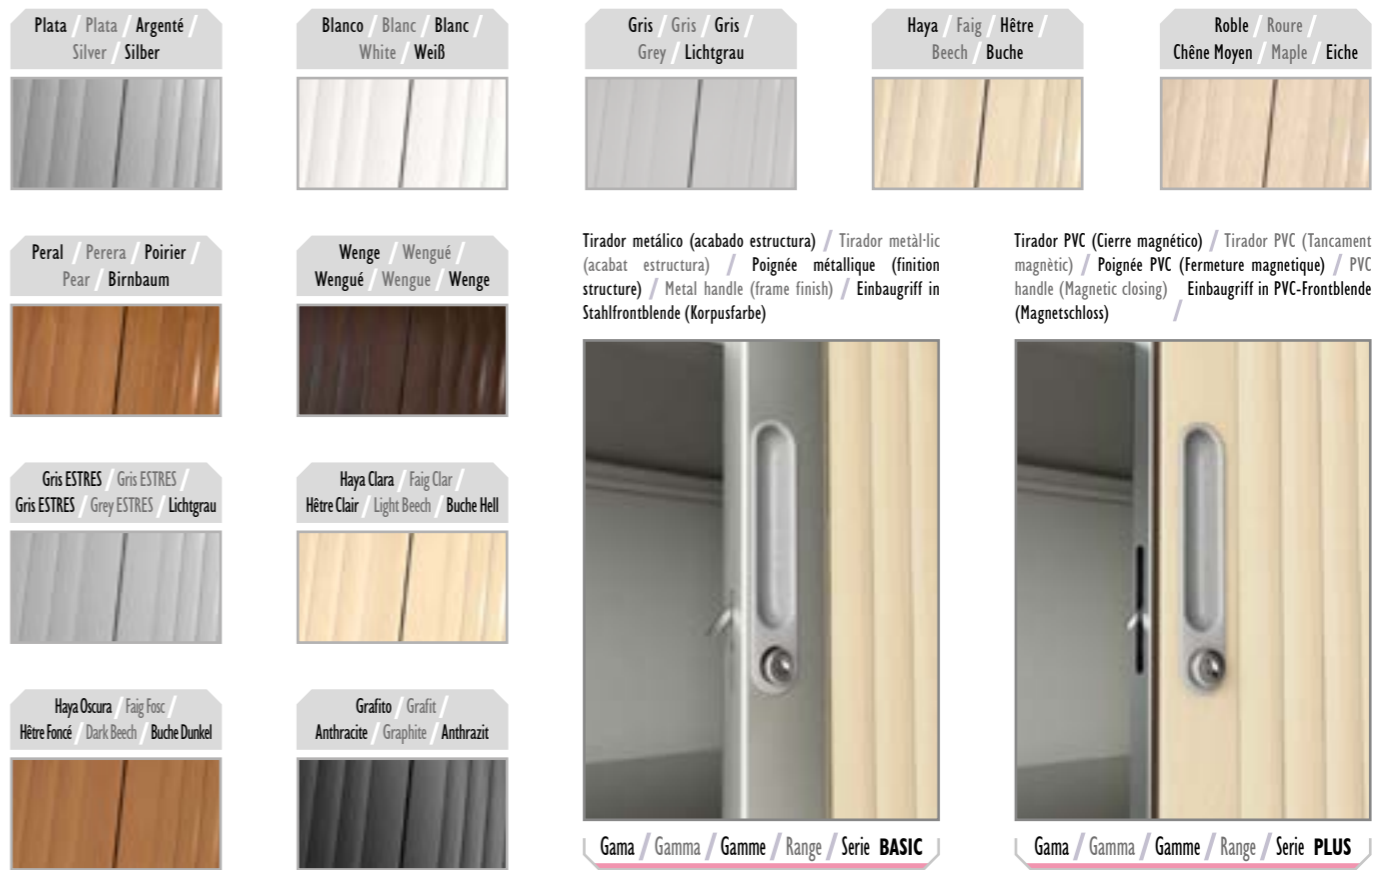 Plata / Plata / Argenté /
Silver / Silber
Blanco / Blanc / Blanc /
White / Weiß
Gris / Gris / Gris /
Grey / Lichtgrau
Haya / Faig / Hêtre /
Beech / Buche
Roble / Roure /
Chêne Moyen / Maple / Eiche
Peral / Perera / Poirier /
Pear / Birnbaum
Wenge / Wengué /
Wengué / Wengue / Wenge
Tirador metálico (acabado estructura) / Tirador metàl·lic
(acabat estructura) / Poignée métallique (finition
structure) / Metal handle (frame finish) / Einbaugriff in
Stahlfrontblende (Korpusfarbe)
Tirador PVC (Cierre magnético) / Tirador PVC (Tancament
magnètic) / Poignée PVC (Fermeture magnetique) / PVC
handle (Magnetic closing) Einbaugriff in PVC-Frontblende
(Magnetschloss) /
Gris ESTRES / Gris ESTRES /
Gris ESTRES / Grey ESTRES / Lichtgrau
Haya Clara / Faig Clar /
Hêtre Clair / Light Beech / Buche Hell
Haya Oscura / Faig Fosc /
Hêtre Foncé / Dark Beech / Buche Dunkel
Grafito / Grafit /
Anthracite / Graphite / Anthrazit
Gama / Gamma / Gamme / Range / Serie BASIC
Gama / Gamma / Gamme / Range / Serie PLUS